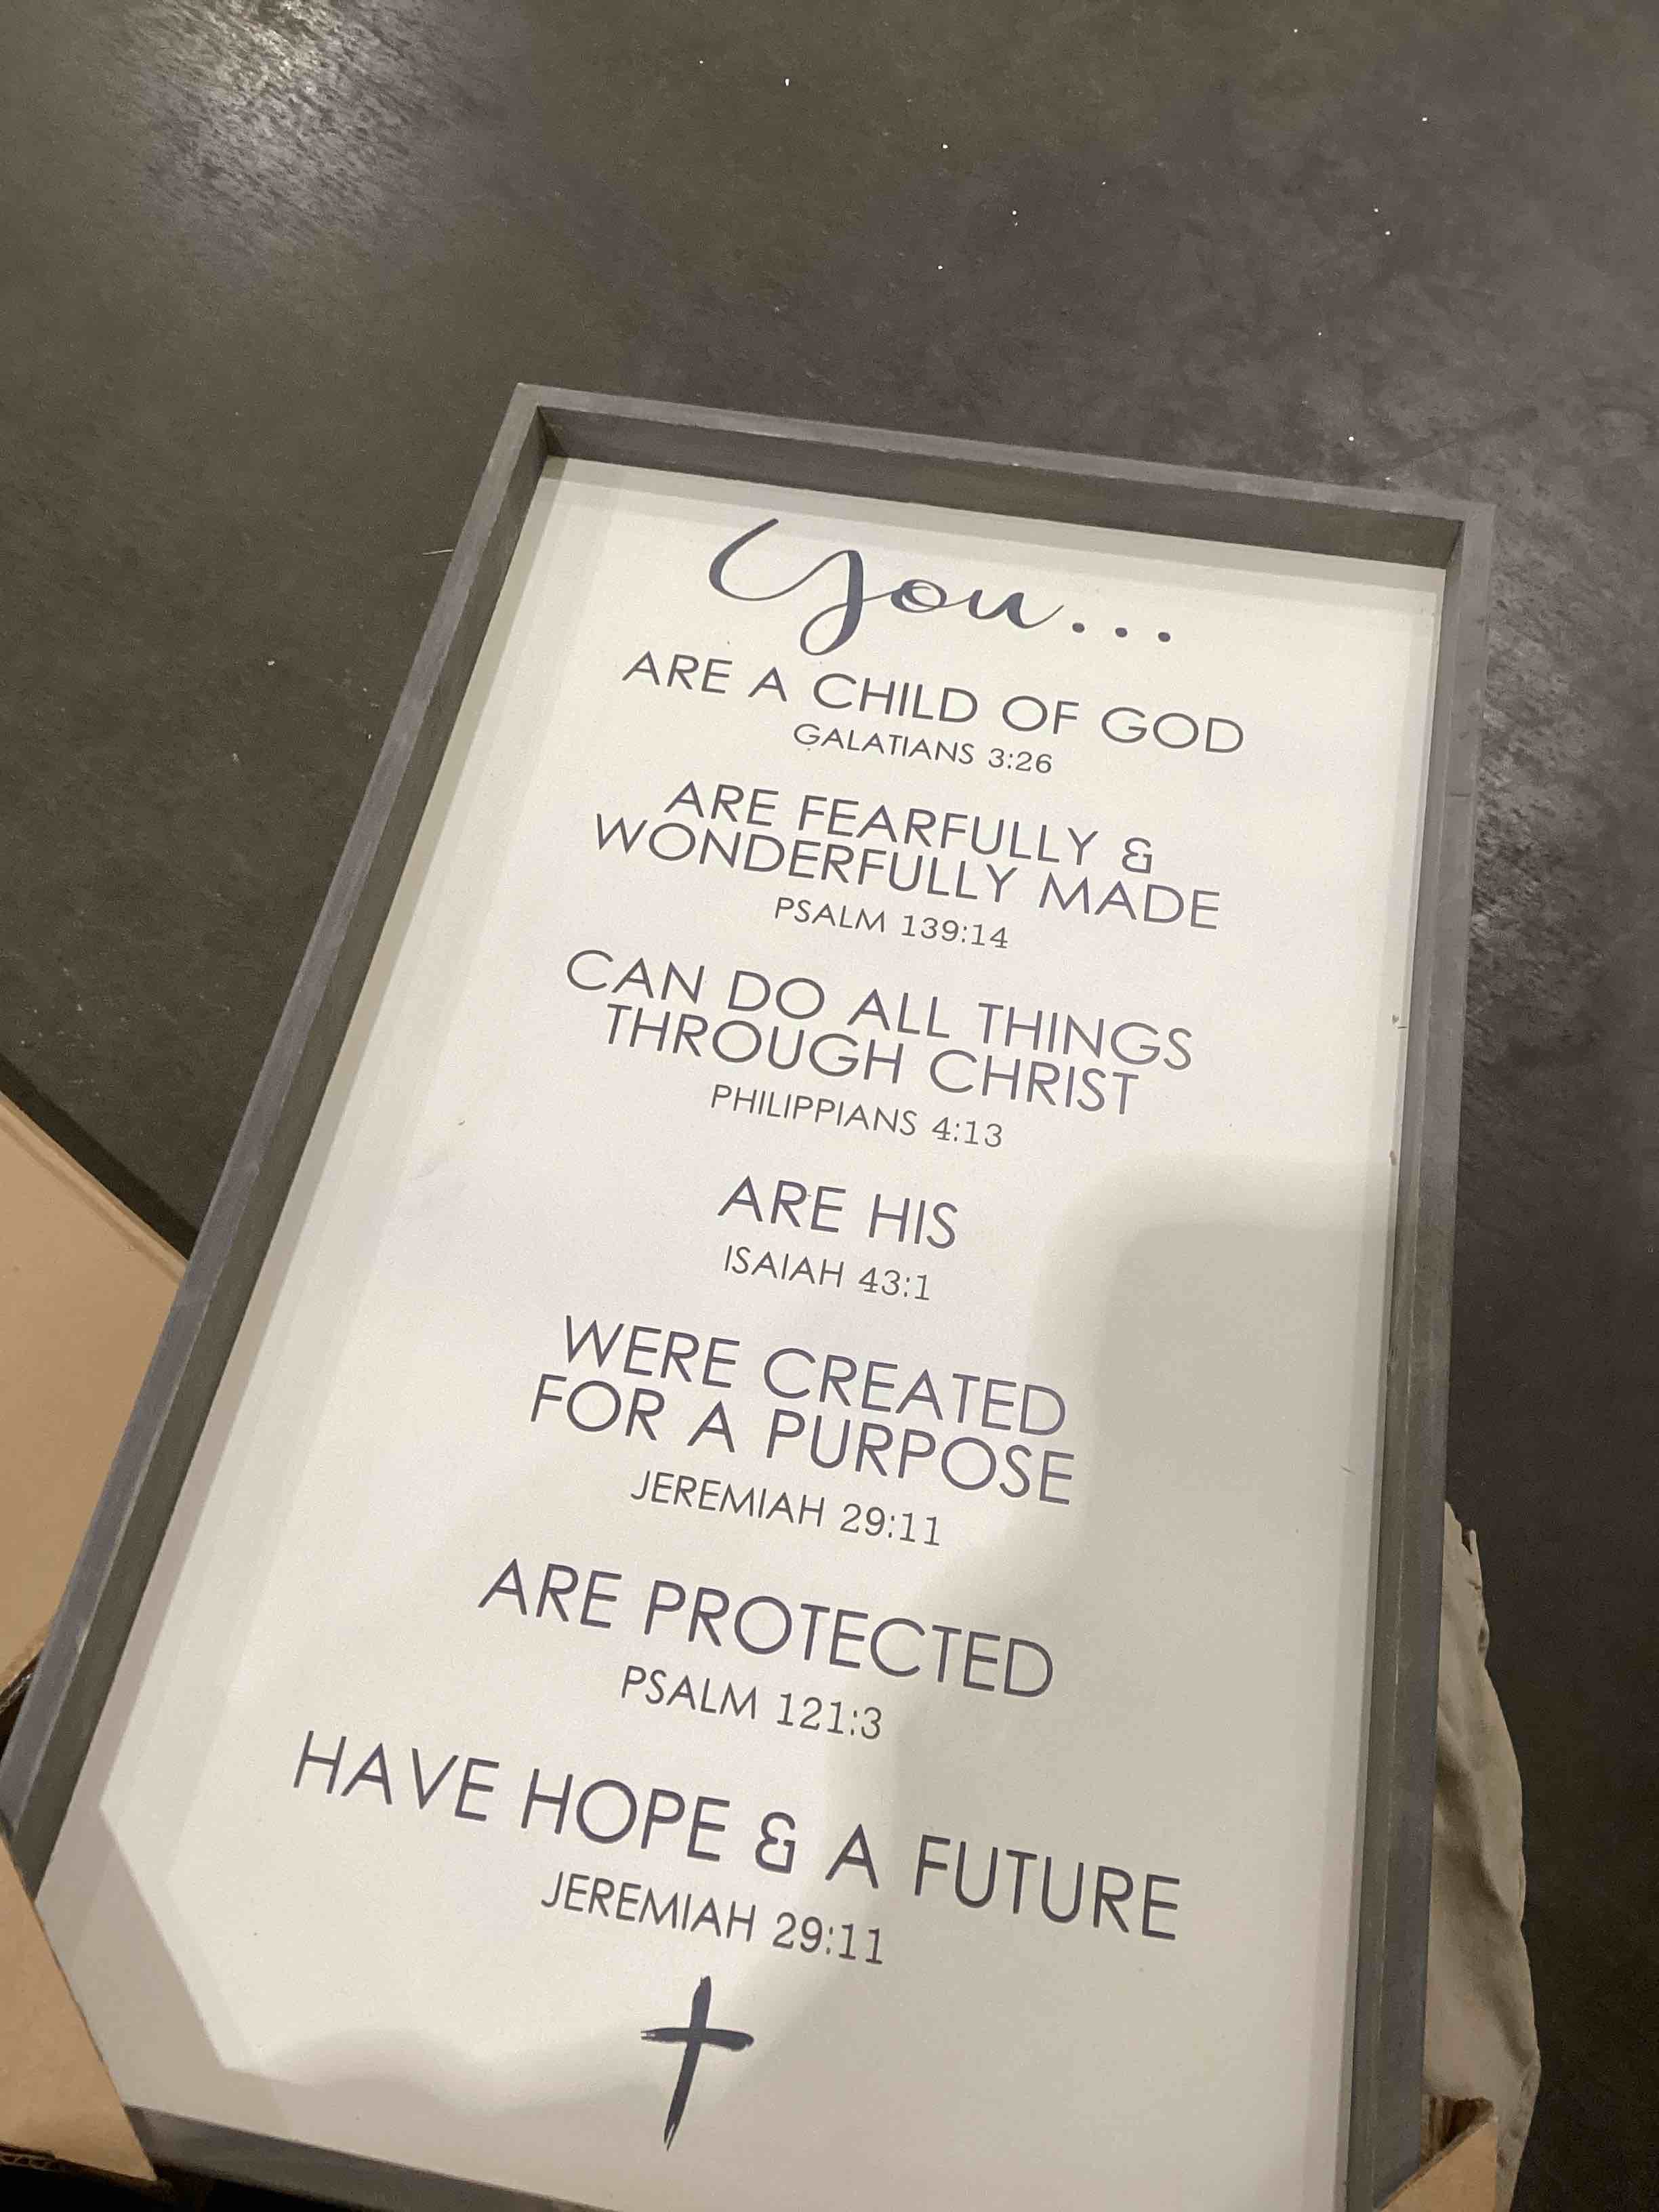 You...
ARE A CHILD OF GOD
GALATIANS 3:26
ARE FEARFULLY &
WONDERFULLY MADE
PSALM 139:14
CAN DO ALL THINGS
THROUGH CHRIST
PHILIPPIANS 4:13
ARE HIS
ISAIAH 43:1
WERE CREATED
FOR A PURPOSE
JEREMIAH 29:11
ARE PROTECTED
PSALM 121:3
HAVE HOPE & A FUTURE
JEREMIAH 29:11